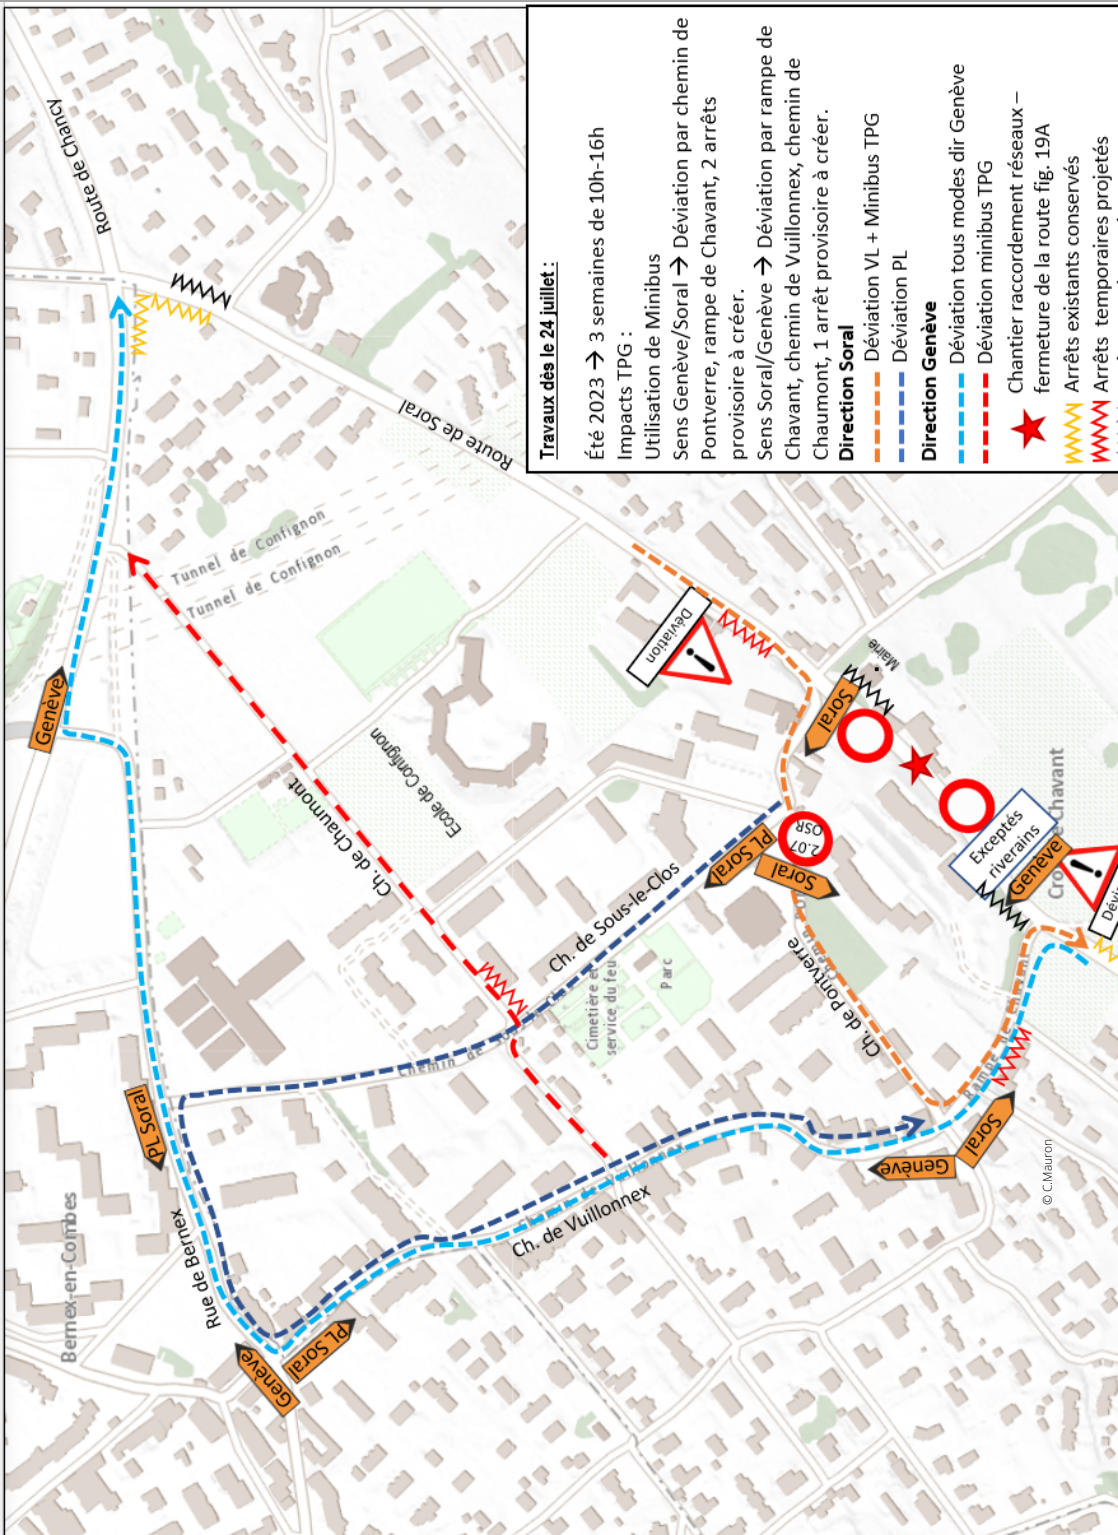 Travaux dès le 24 juillet :
Été 2023 → 3 semaines de 10h-16h
Impacts TPG :
Utilisation de Minibus
Sens Genève/Soral → Déviation par chemin de
Pontverre, rampe de Chavant, 2 arrêts
provisoire à créer.
Sens Soral/Genève → Déviation par rampe de
Chavant, chemin de Vuillonnex, chemin de
Chaumont, 1 arrêt provisoire à créer.
Direction Soral
Déviation VL + Minibus TPG
Déviation PL
Direction Genève
Déviation tous modes dir Genève
Déviation minibus TPG
Chantier raccordement réseaux –
fermeture de la route fig. 19A
Arrêts existants conservés
Arrêts temporaires projetés
Route de Chancy
Route de Soral
Tunnel de Confignon
Tunnel de Confignon
Genève
Déviation
Mairie
Soral
Ecole de Confignon
Ch. de Chaumont
PL Soral
2.07
OSR
Soral
Exceptés
riverains
Genève
Ch. de Sous-le-Clos
Cimetière et
service du feu
Parc
Ch. de Pontverre
PL Soral
Bernex-en-Combes
Rue de Bernex
Ch. de Vuillonnex
Genève
Soral
Genève
PL Soral
© C.Mauron